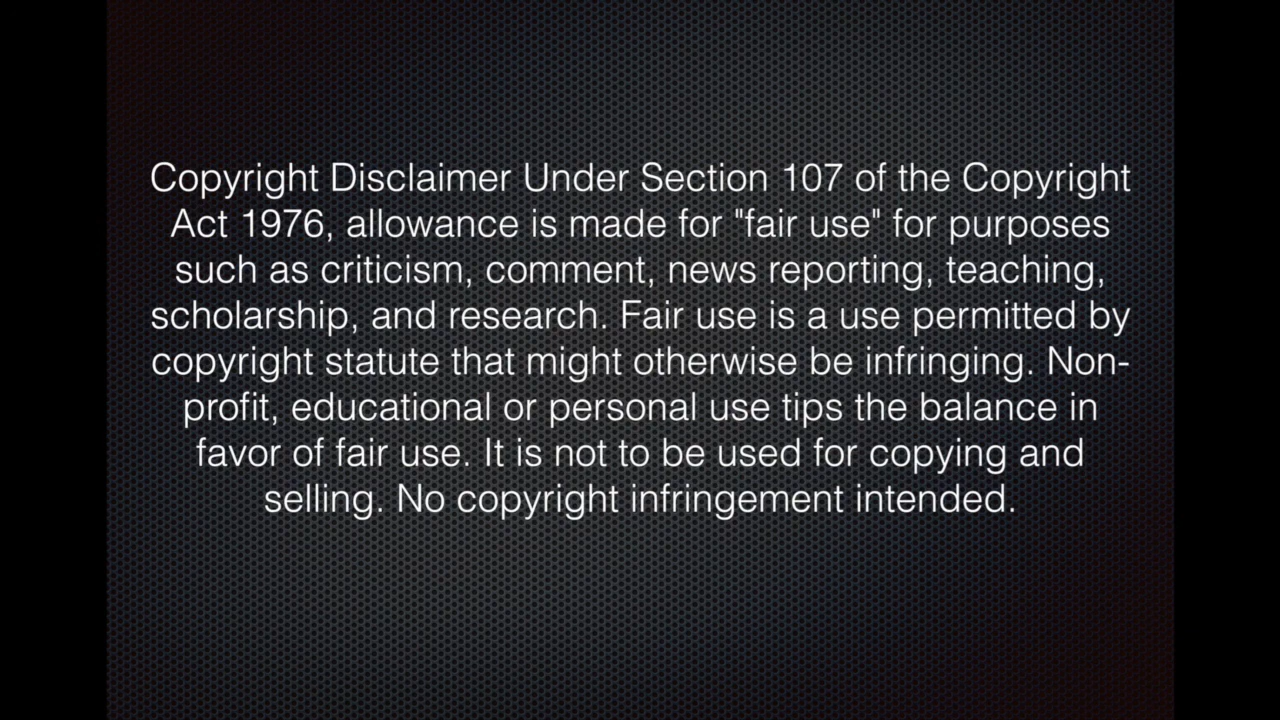 Copyright Disclaimer Under Section 107 of the Copyright
Act 1976, allowance is made for "fair use" for purposes
such as criticism, comment, news reporting, teaching,
scholarship, and research. Fair use is a use permitted by
copyright statute that might otherwise be infringing. Non-
profit, educational or personal use tips the balance in
favor of fair use. It is not to be used for copying and
selling. No copyright infringement intended.